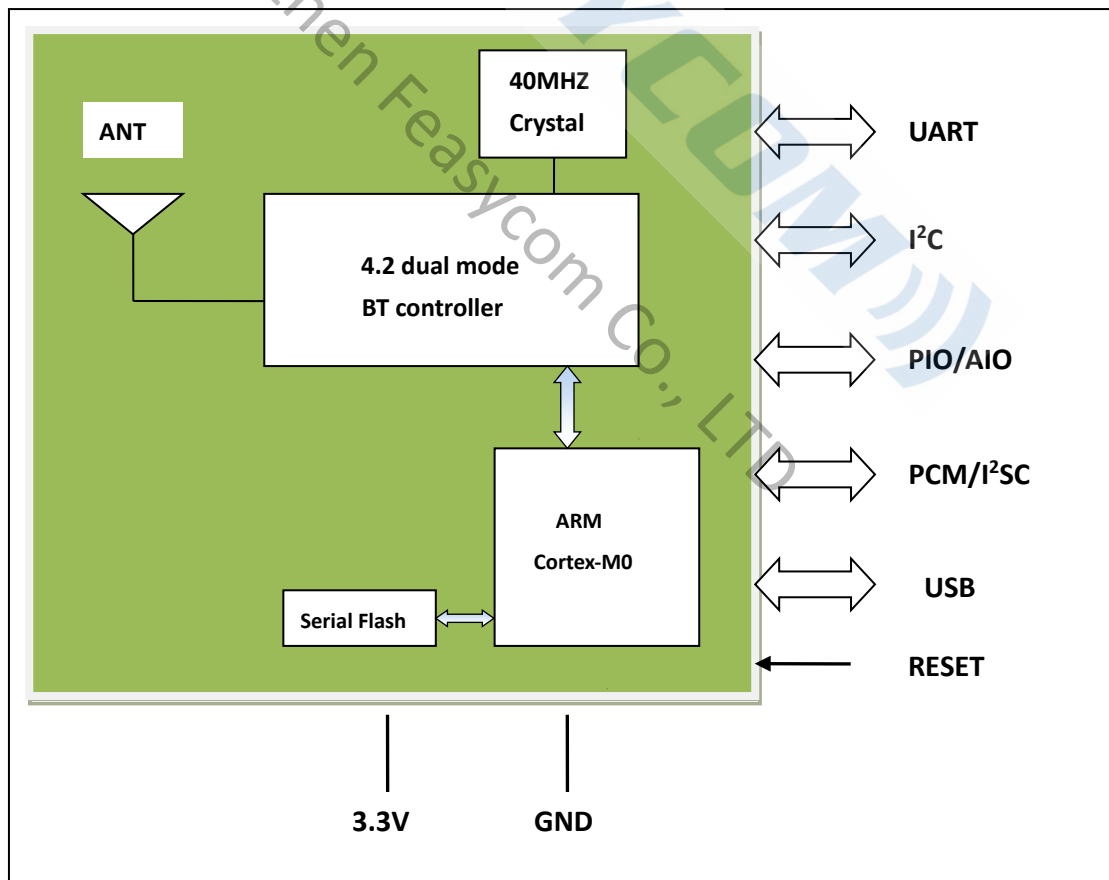 40MHZ
Crystal
ANT
4.2 dual mode
BT controller
ARM
Cortex-M0
Serial Flash
UART
I²C
PIO/AIO
PCM/I²SC
USB
RESET
3.3V
GND
Feasycom Co., LTD
YCOM